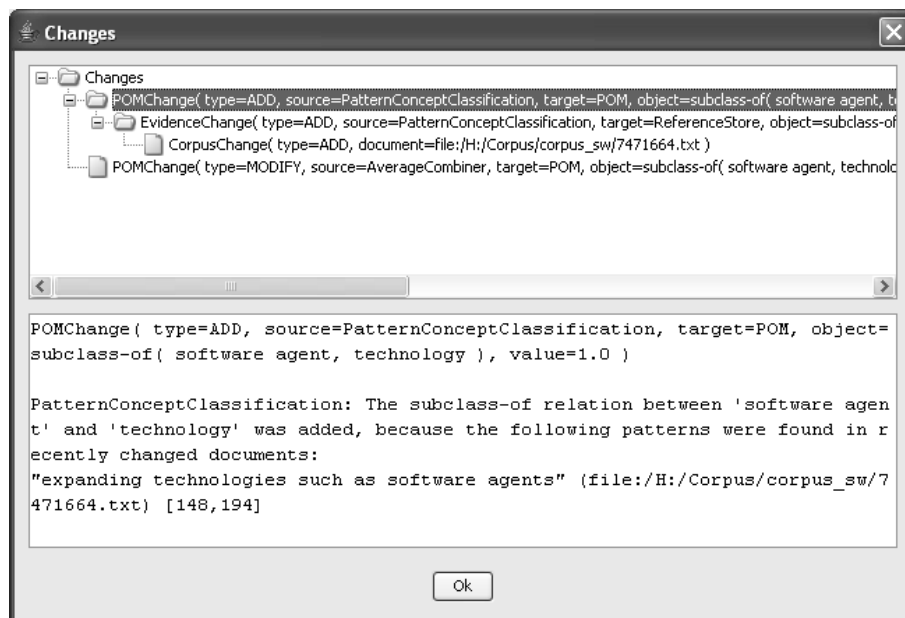 Changes
Changes
POMChange( type=ADD, source=PatternConceptClassification, target=POM, object=subclass-of( software agent, te
EvidenceChange( type=ADD, source=PatternConceptClassification, target=ReferenceStore, object=subclass-of
CorpusChange( type=ADD, document=file:/H:/Corpus/corpus_sw/7471664.txt )
POMChange( type=MODIFY, source=AverageCombiner, target=POM, object=subclass-of( software agent, technolo
POMChange( type=ADD, source=PatternConceptClassification, target=POM, object=
subclass-of( software agent, technology ), value=1.0 )
PatternConceptClassification: The subclass-of relation between 'software agen
t' and 'technology' was added, because the following patterns were found in r
ecently changed documents:
"expanding technologies such as software agents" (file:/H:/Corpus/corpus_sw/7
471664.txt) [148,194]
Ok